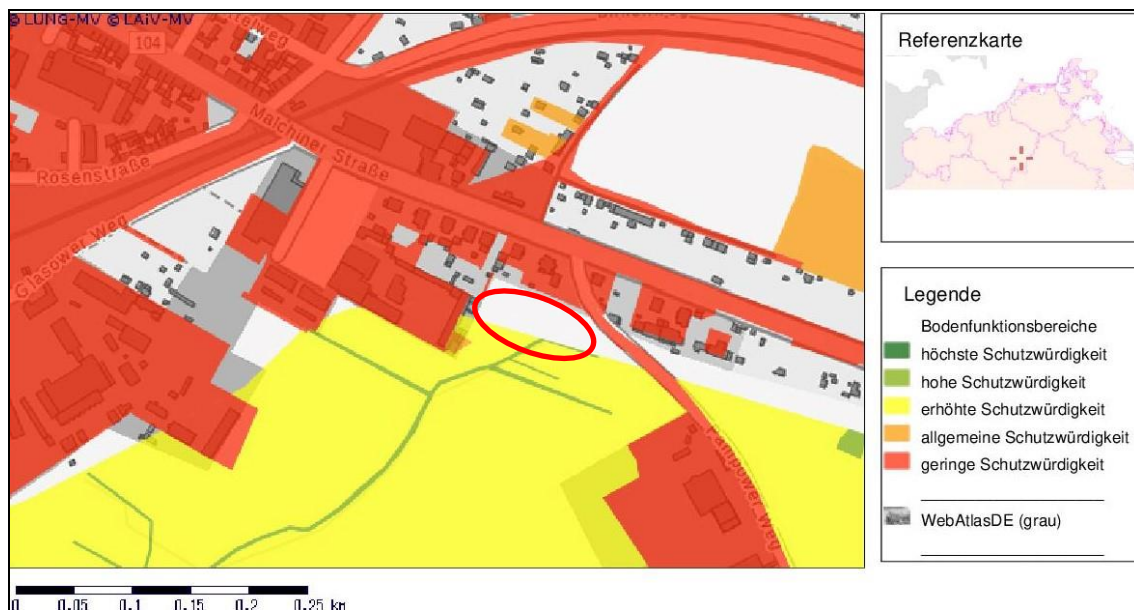 © LUNG-MV © LAiV-MV
104
Malchiner Straße
Rosenstraße
Glasower Weg
Pampower Weg
0 0.05 0.1 0.15 0.2 0.25 km
Referenzkarte
Legende
Bodenfunktionsbereiche
höchste Schutzwürdigkeit
hohe Schutzwürdigkeit
erhöhte Schutzwürdigkeit
allgemeine Schutzwürdigkeit
geringe Schutzwürdigkeit
WebAtlasDE (grau)